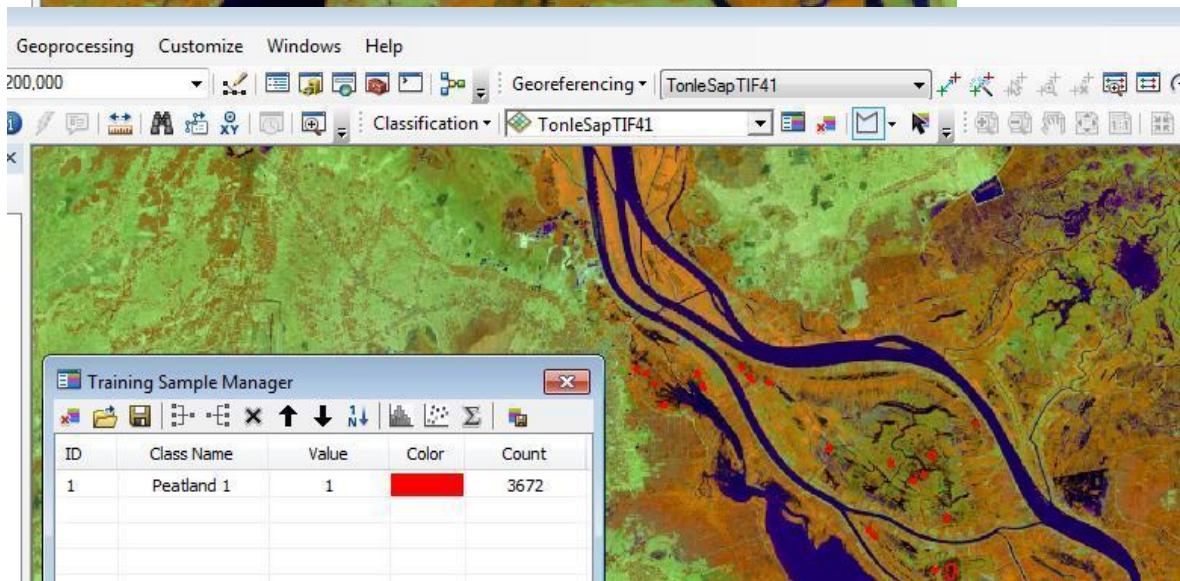 Geoprocessing Customize Windows Help
200,000 Georeferencing TonleSapTIF41
XY Classification TonleSapTIF41
Training Sample Manager
ID Class Name Value Color Count
1 Peatland 1 1 3672